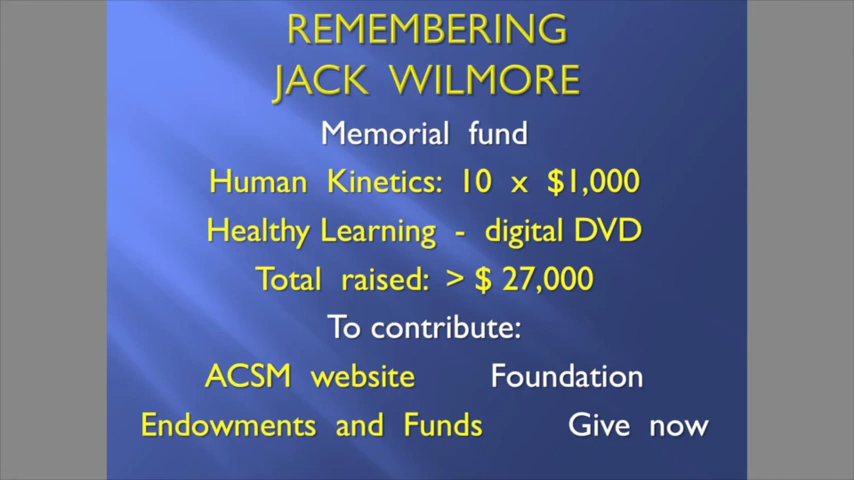 REMEMBERING
JACK WILMORE
Memorial fund
Human Kinetics: 10 x $1,000
Healthy Learning - digital DVD
Total raised: > $ 27,000
To contribute:
ACSM website Foundation
Endowments and Funds Give now